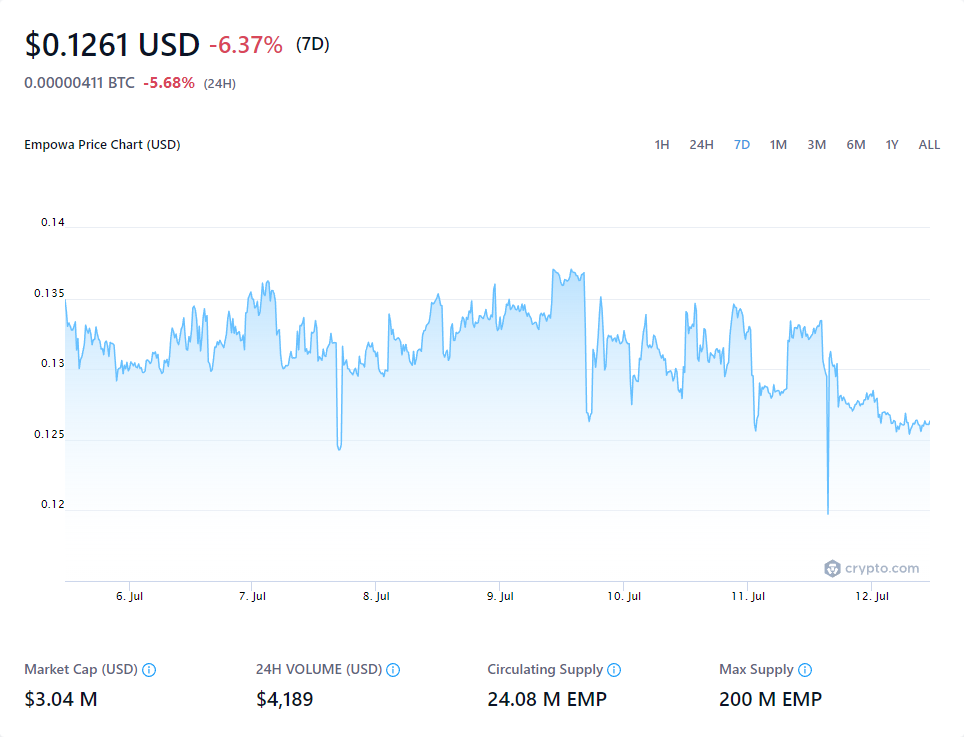 $0.1261 USD -6.37% (7D)
0.00000411 BTC -5.68% (24H)
Empowa Price Chart (USD)
1H 24H 7D 1M 3M 6M 1Y ALL
0.14
0.135
0.13
0.125
0.12
crypto.com
6. Jul 7. Jul 8. Jul 9. Jul 10. Jul 11. Jul 12. Jul
Market Cap (USD) 24H VOLUME (USD) Circulating Supply Max Supply
$3.04 M $4,189 24.08 M EMP 200 M EMP